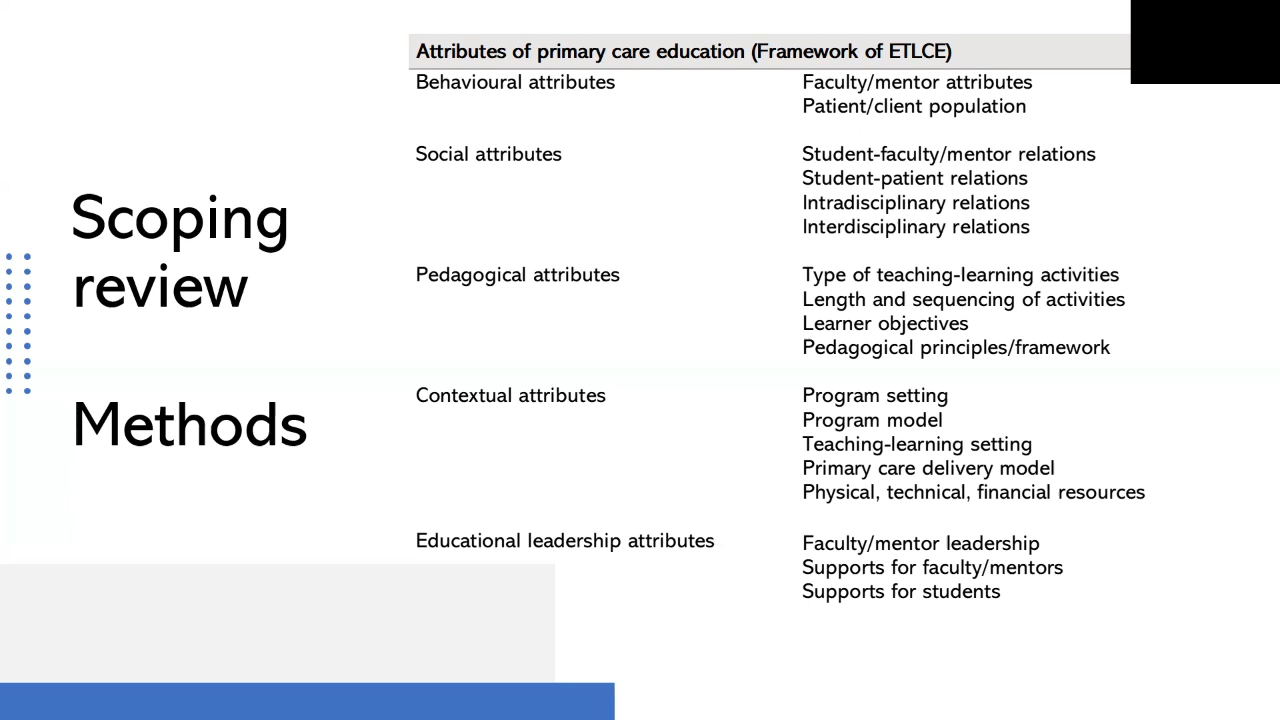 Scoping
review
Methods
Attributes of primary care education (Framework of ETLCE)
Behavioural attributes
Faculty/mentor attributes
Patient/client population
Social attributes
Student-faculty/mentor relations
Student-patient relations
Intradisciplinary relations
Interdisciplinary relations
Pedagogical attributes
Type of teaching-learning activities
Length and sequencing of activities
Learner objectives
Pedagogical principles/framework
Contextual attributes
Program setting
Program model
Teaching-learning setting
Primary care delivery model
Physical, technical, financial resources
Educational leadership attributes
Faculty/mentor leadership
Supports for faculty/mentors
Supports for students